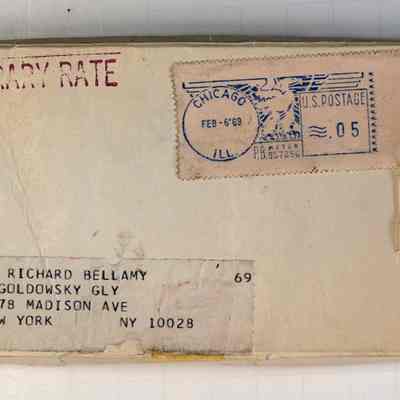 RARY RATE
CHICAGO
FEB-6'69
ILL.
U.S. POSTAGE
.05
P.B. METER
RICHARD BELLAMY 69
GOLDOWSKY GLY
78 MADISON AVE
W YORK NY 10028